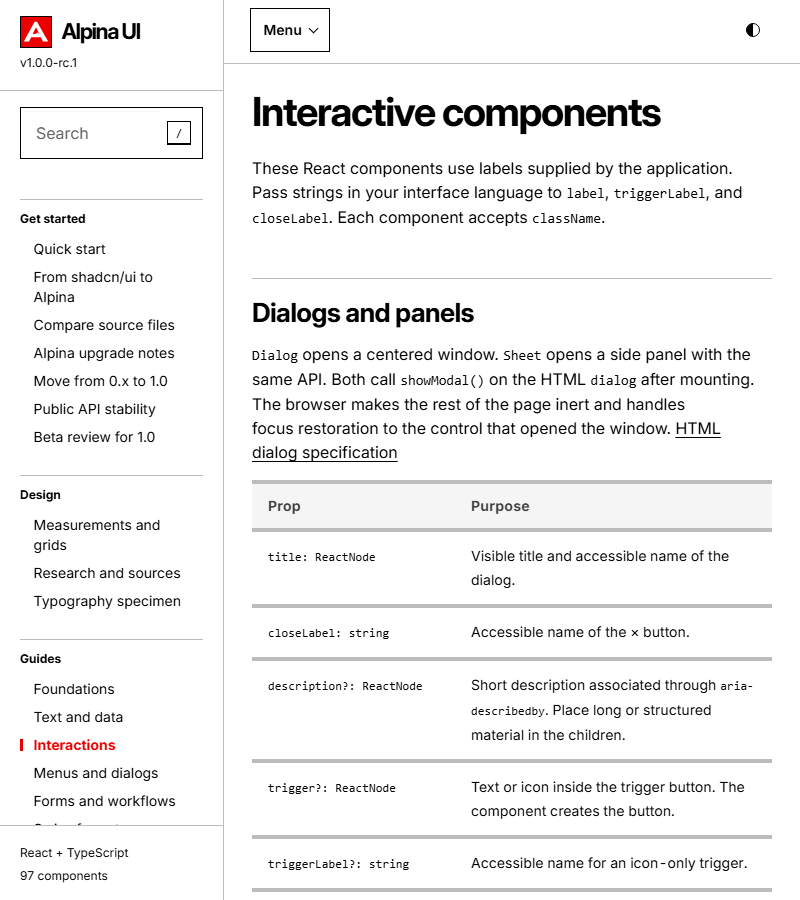 Alpina UI
v1.0.0-rc.1
Search
/
Get started
Quick start
From shadcn/ui to
Alpina
Compare source files
Alpina upgrade notes
Move from 0.x to 1.0
Public API stability
Beta review for 1.0
Design
Measurements and
grids
Research and sources
Typography specimen
Guides
Foundations
Text and data
Interactions
Menus and dialogs
Forms and workflows
React + TypeScript
97 components
Menu
Interactive components
These React components use labels supplied by the application.
Pass strings in your interface language to label, triggerLabel, and
closeLabel. Each component accepts className.
Dialogs and panels
Dialog opens a centered window. Sheet opens a side panel with the
same API. Both call showModal() on the HTML dialog after mounting.
The browser makes the rest of the page inert and handles
focus restoration to the control that opened the window. HTML
dialog specification
Prop Purpose
title: ReactNode Visible title and accessible name of the
dialog.
closeLabel: string Accessible name of the × button.
description?: ReactNode Short description associated through aria-
describedby. Place long or structured
material in the children.
trigger?: ReactNode Text or icon inside the trigger button. The
component creates the button.
triggerLabel?: string Accessible name for an icon-only trigger.